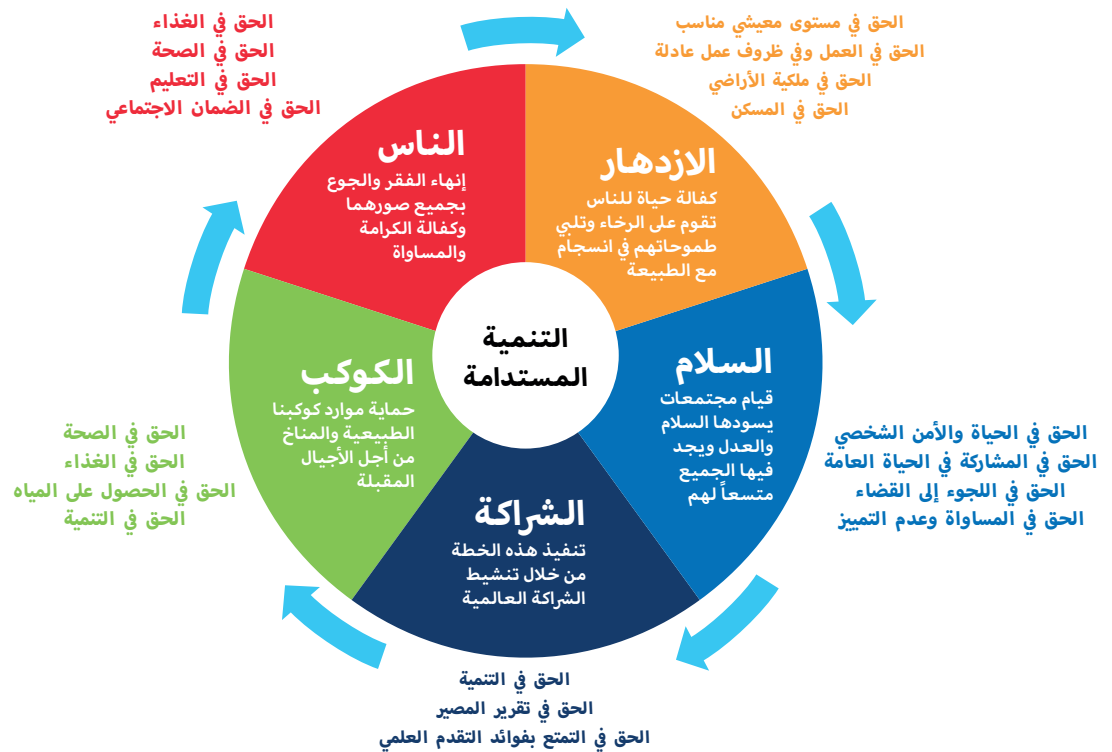 الحق في الغذاء
الحق في الصحة
الحق في التعليم
الحق في الضمان الاجتماعي
الحق في مستوى معيشي مناسب
الحق في العمل وفي ظروف عمل عادلة
الحق في ملكية الأراضي
الحق في المسكن
الناس
إنهاء الفقر والجوع
بجميع صورهما
وكفالة الكرامة
والمساواة
الازدهار
كفالة حياة للناس
تقوم على الرخاء وتلبي
طموحاتهم في انسجام
مع الطبيعة
التنمية
المستدامة
السلام
قيام مجتمعات
يسودها السلام
والعدل ويجد
فيها الجميع
متسعاً لهم
الكوكب
حماية موارد كوكبنا
الطبيعية والمناخ
من أجل الأجيال
المقبلة
الشراكة
تنفيذ هذه الخطة
من خلال تنشيط
الشراكة العالمية
الحق في الحياة والأمن الشخصي
الحق في المشاركة في الحياة العامة
الحق في اللجوء إلى القضاء
الحق في المساواة وعدم التمييز
الحق في الصحة
الحق في الغذاء
الحق في الحصول على المياه
الحق في التنمية
الحق في التنمية
الحق في تقرير المصير
الحق في التمتع بفوائد التقدم العلمي